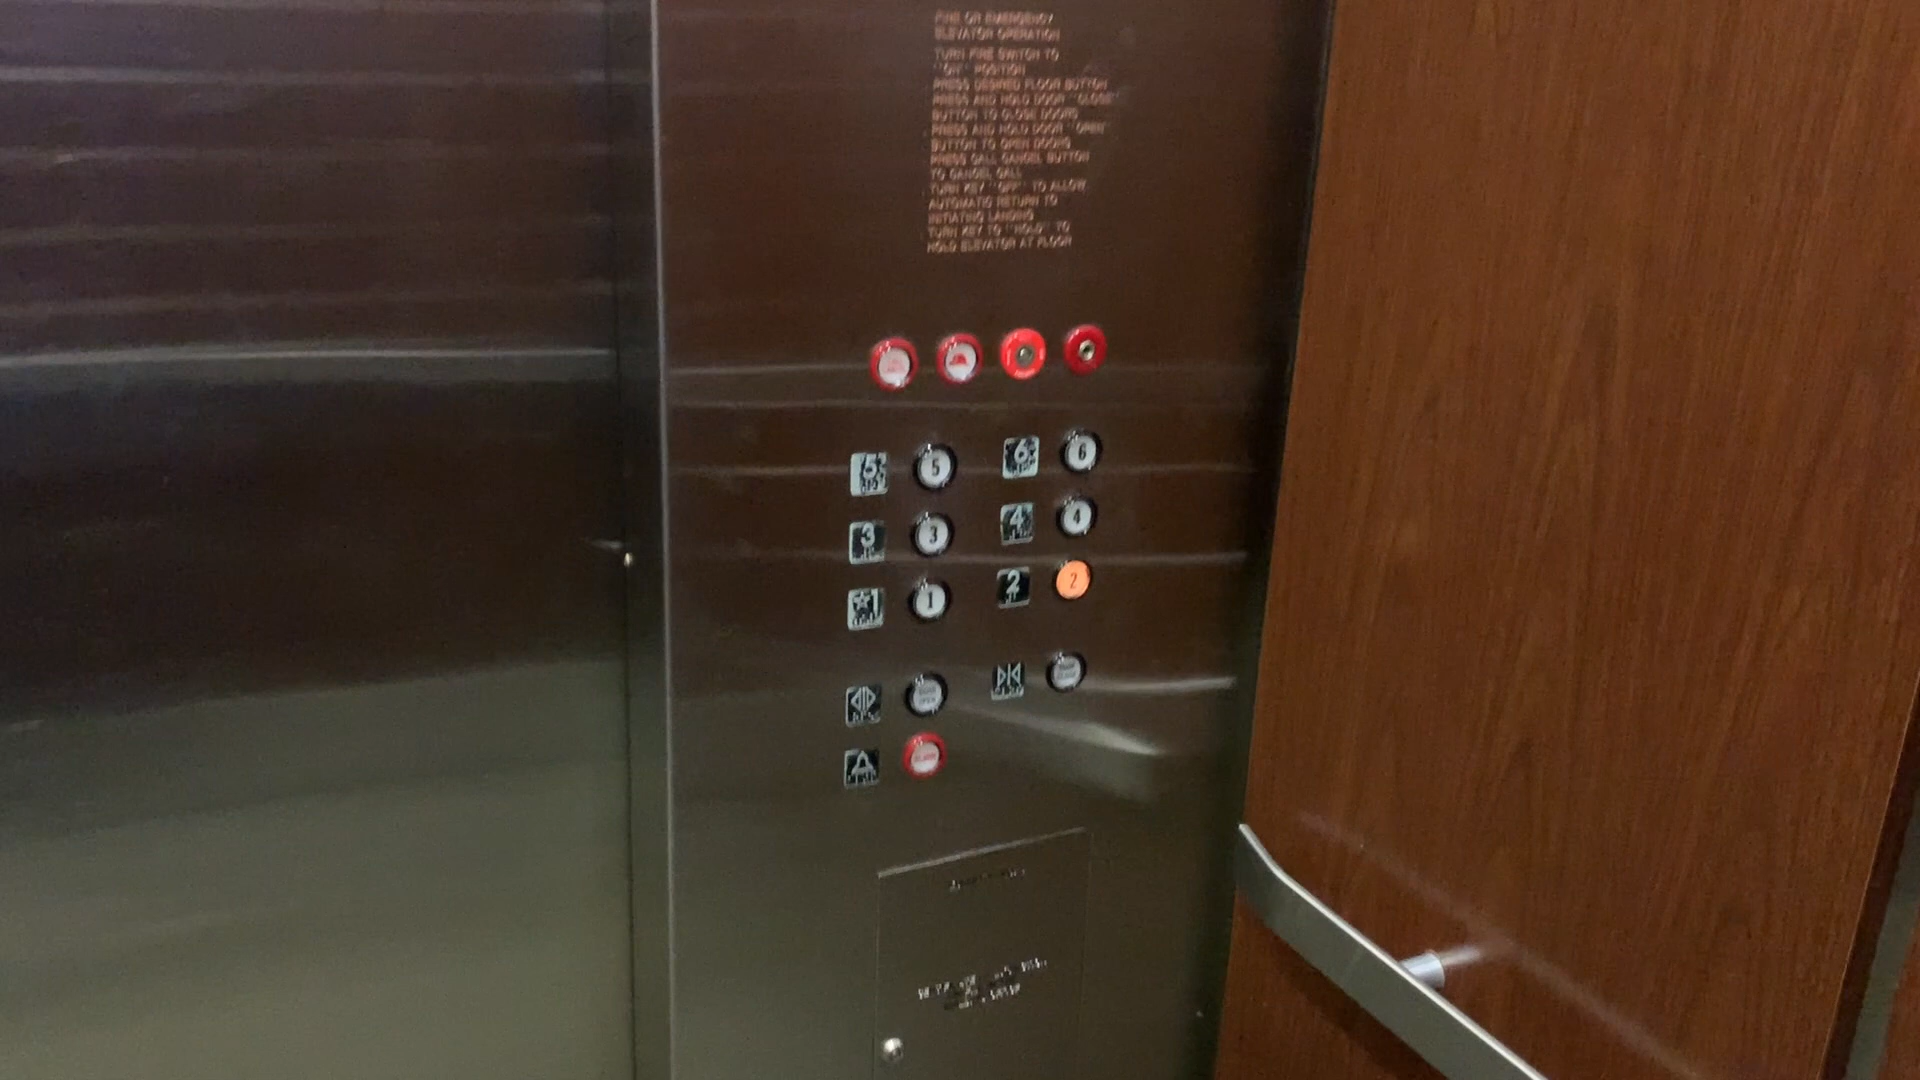 FIRE OR EMERGENCY
ELEVATOR OPERATION
TURN FIRE SWITCH TO
"ON" POSITION
PRESS DESIRED FLOOR BUTTON
PRESS AND HOLD DOOR "CLOSE"
BUTTON TO CLOSE DOORS
PRESS AND HOLD DOOR "OPEN"
BUTTON TO OPEN DOORS
PRESS CALL CANCEL BUTTON
TO CANCEL CALL
TURN KEY "OFF" TO ALLOW
AUTOMATIC RETURN TO
INITIATING LANDING
TURN KEY TO "HOLD" TO
HOLD ELEVATOR AT FLOOR
5 5 6 6
3 3 4 4
★1 1 2 2